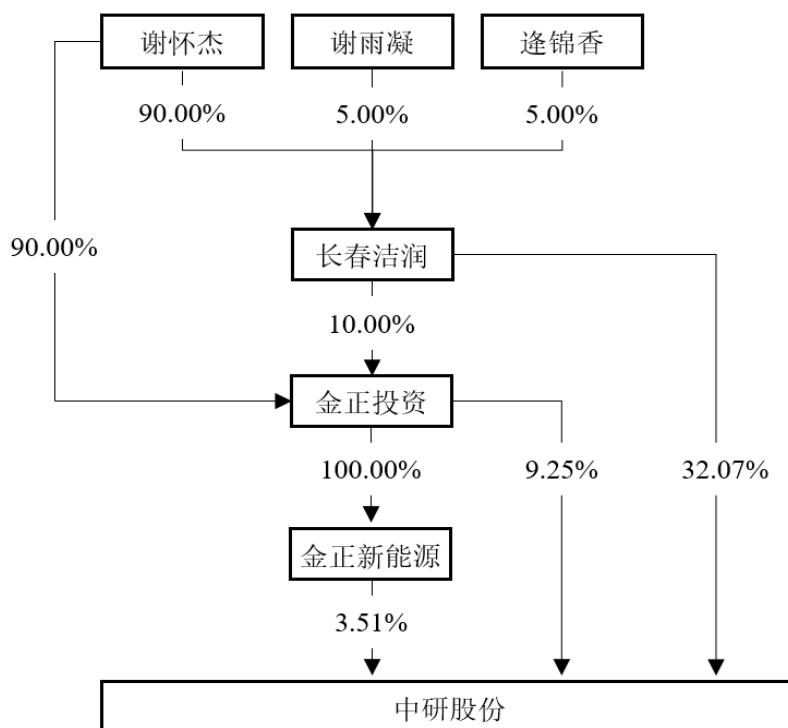 谢怀杰
谢雨凝
逄锦香
90.00%
5.00%
5.00%
90.00%
长春洁润
10.00%
金正投资
100.00%
9.25%
32.07%
金正新能源
3.51%
中研股份